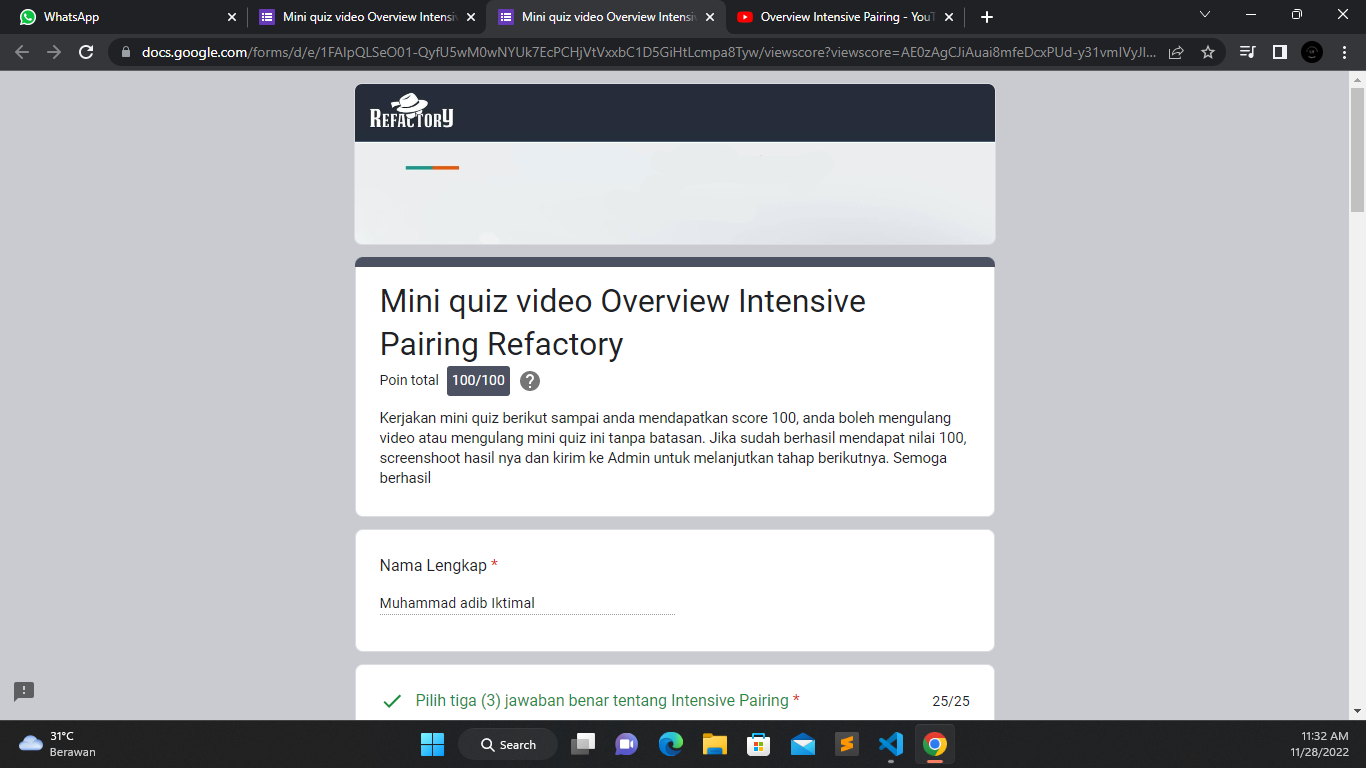 WhatsApp
Mini quiz video Overview Intensiv
Mini quiz video Overview Intensiv
Overview Intensive Pairing - YouT
docs.google.com/forms/d/e/1FAIpQLSeO01-QyfU5wM0wNYUk7EcPCHjVtVxxbC1D5GiHtLcmpa8Tyw/viewscore?viewscore=AE0zAgCJiAuai8mfeDcxPUd-y31vmIVyJl...
REFACTORY
Mini quiz video Overview Intensive
Pairing Refactory
Poin total 100/100
Kerjakan mini quiz berikut sampai anda mendapatkan score 100, anda boleh mengulang
video atau mengulang mini quiz ini tanpa batasan. Jika sudah berhasil mendapat nilai 100,
screenshoot hasil nya dan kirim ke Admin untuk melanjutkan tahap berikutnya. Semoga
berhasil
Nama Lengkap *
Muhammad adib Iktimal
Pilih tiga (3) jawaban benar tentang Intensive Pairing * 25/25
31°C
Berawan
Search
11:32 AM
11/28/2022